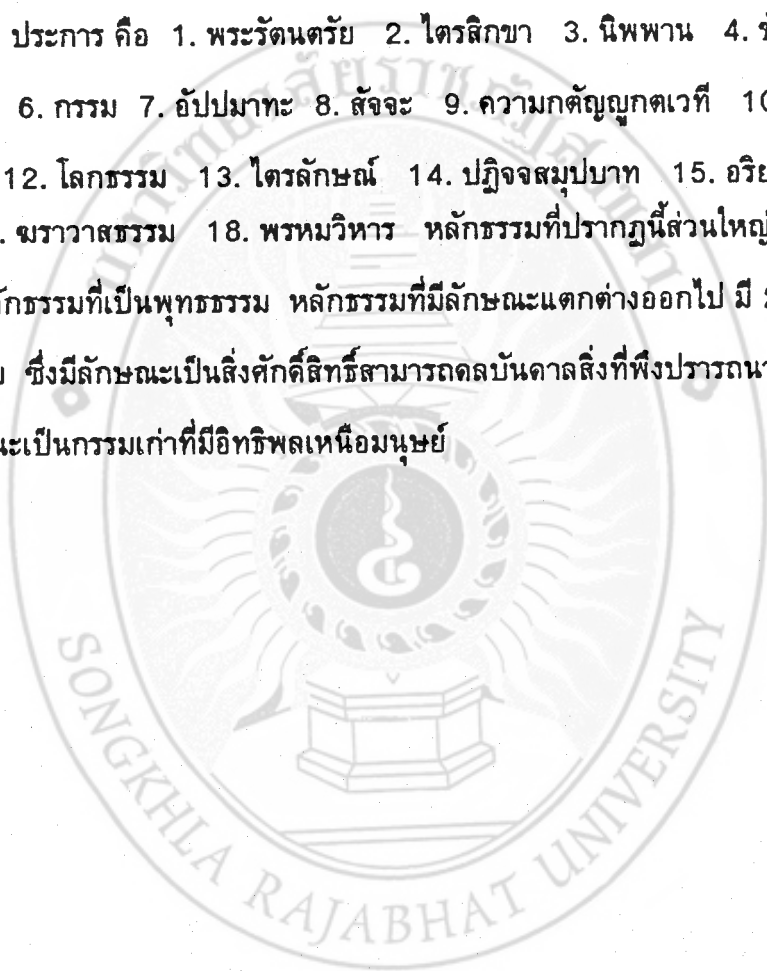 ประการ คือ 1. พระรัตนตรัย 2. ไตรสิกขา 3. นิพพาน 4.
6. กรรม 7. อัปปมาทะ 8. สัจจะ 9. ความกตัญญูกตเวที 10
12. โลกธรรม 13. ไตรลักษณ์ 14. ปฏิจจสมุปบาท 15. อริย
. ฆราวาสธรรม 18. พรหมวิหาร หลักธรรมที่ปรากฏนี้ส่วนใหญ่
ักธรรมที่เป็นพุทธธรรม หลักธรรมที่มีลักษณะแตกต่างออกไป มี
ซึ่งมีลักษณะเป็นสิ่งศักดิ์สิทธิ์สามารถดลบันดาลสิ่งที่พึงปรารถนา
ณะเป็นกรรมเก่าที่มีอิทธิพลเหนือมนุษย์
SONGKHLA RAJABHAT UNIVERSITY